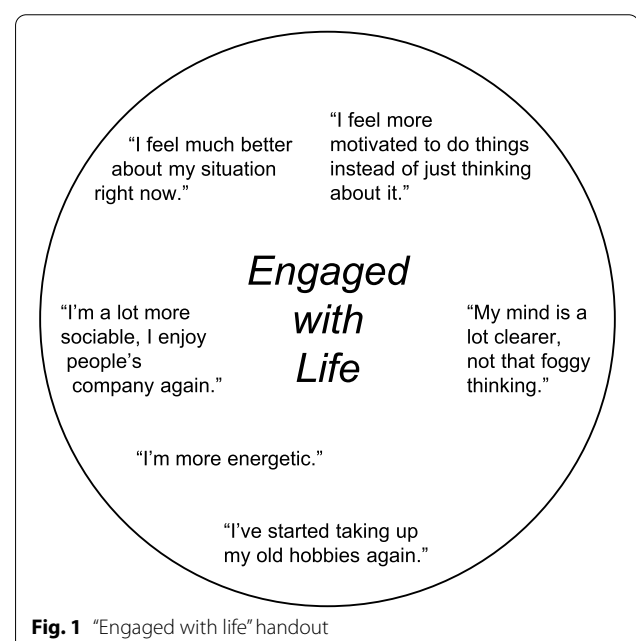 “I feel much better
about my situation
right now.”
“I feel more
motivated to do things
instead of just thinking
about it.”
Engaged
with
Life
“I’m a lot more
sociable, I enjoy
people’s
company again.”
“My mind is a
lot clearer,
not that foggy
thinking.”
“I’m more energetic.”
“I’ve started taking up
my old hobbies again.”
Fig. 1 “Engaged with life” handout